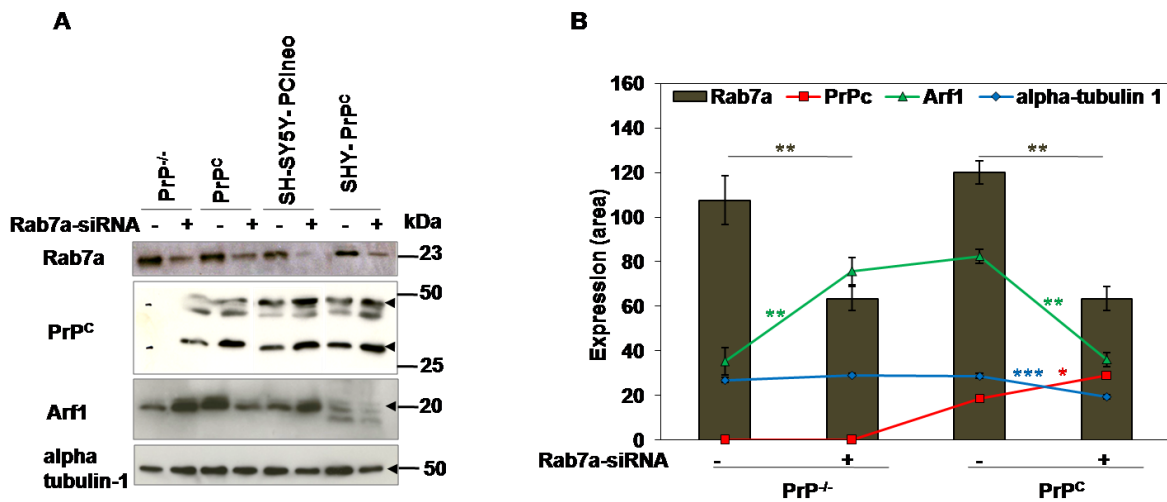 A
PrP-/-
PrPC
SH-SY5Y-PCIneo
SHY-PrPC
Rab7a-siRNA - + - + - + - + kDa
Rab7a 23
50
PrPC
25
Arf1 20
alpha
tubulin-1 50
B
160
140
120
100
80
60
40
20
0
Expression (area)
Rab7a PrPc Arf1 alpha-tubulin 1
** **
** **
*** *
Rab7a-siRNA - + - +
PrP-/- PrPC